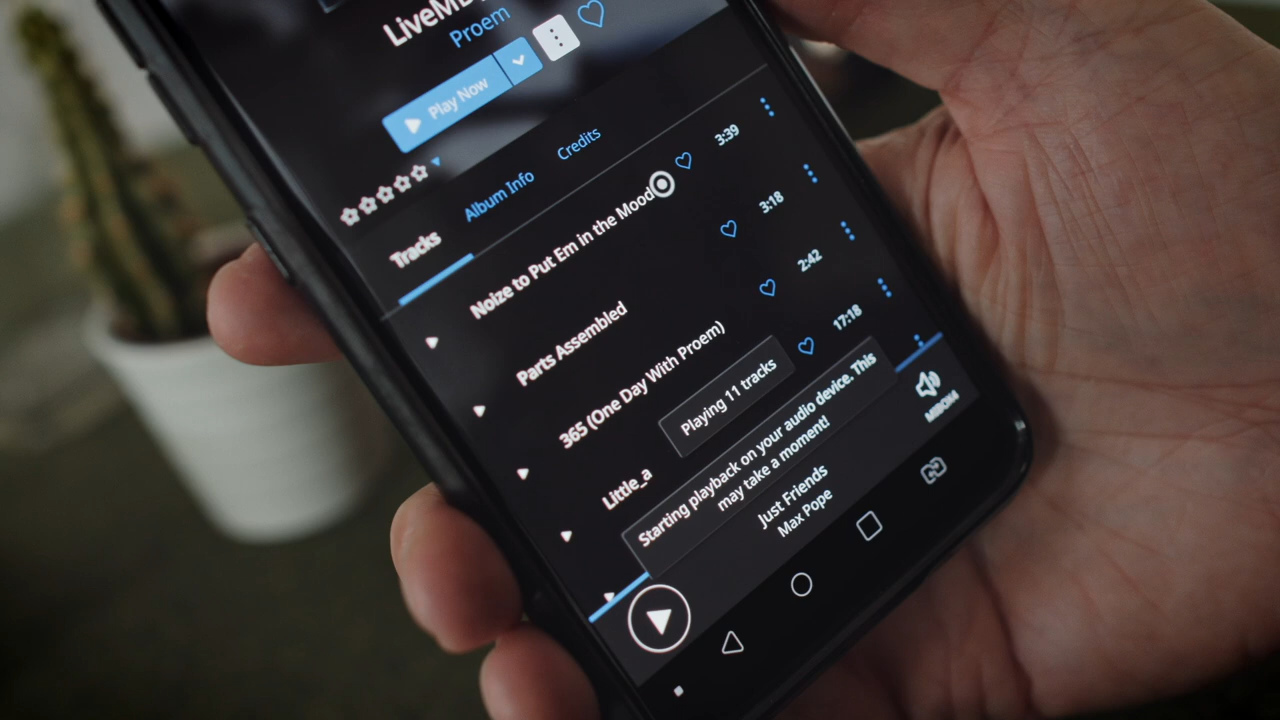 Proem
Play Now
Tracks
Album Info
Credits
Noize to Put Em in the Mood
3:39
Parts Assembled
3:18
365 (One Day With Proem)
2:42
Little_a
17:18
Playing 11 tracks
Starting playback on your audio device. This
may take a moment!
Just Friends
Max Pope